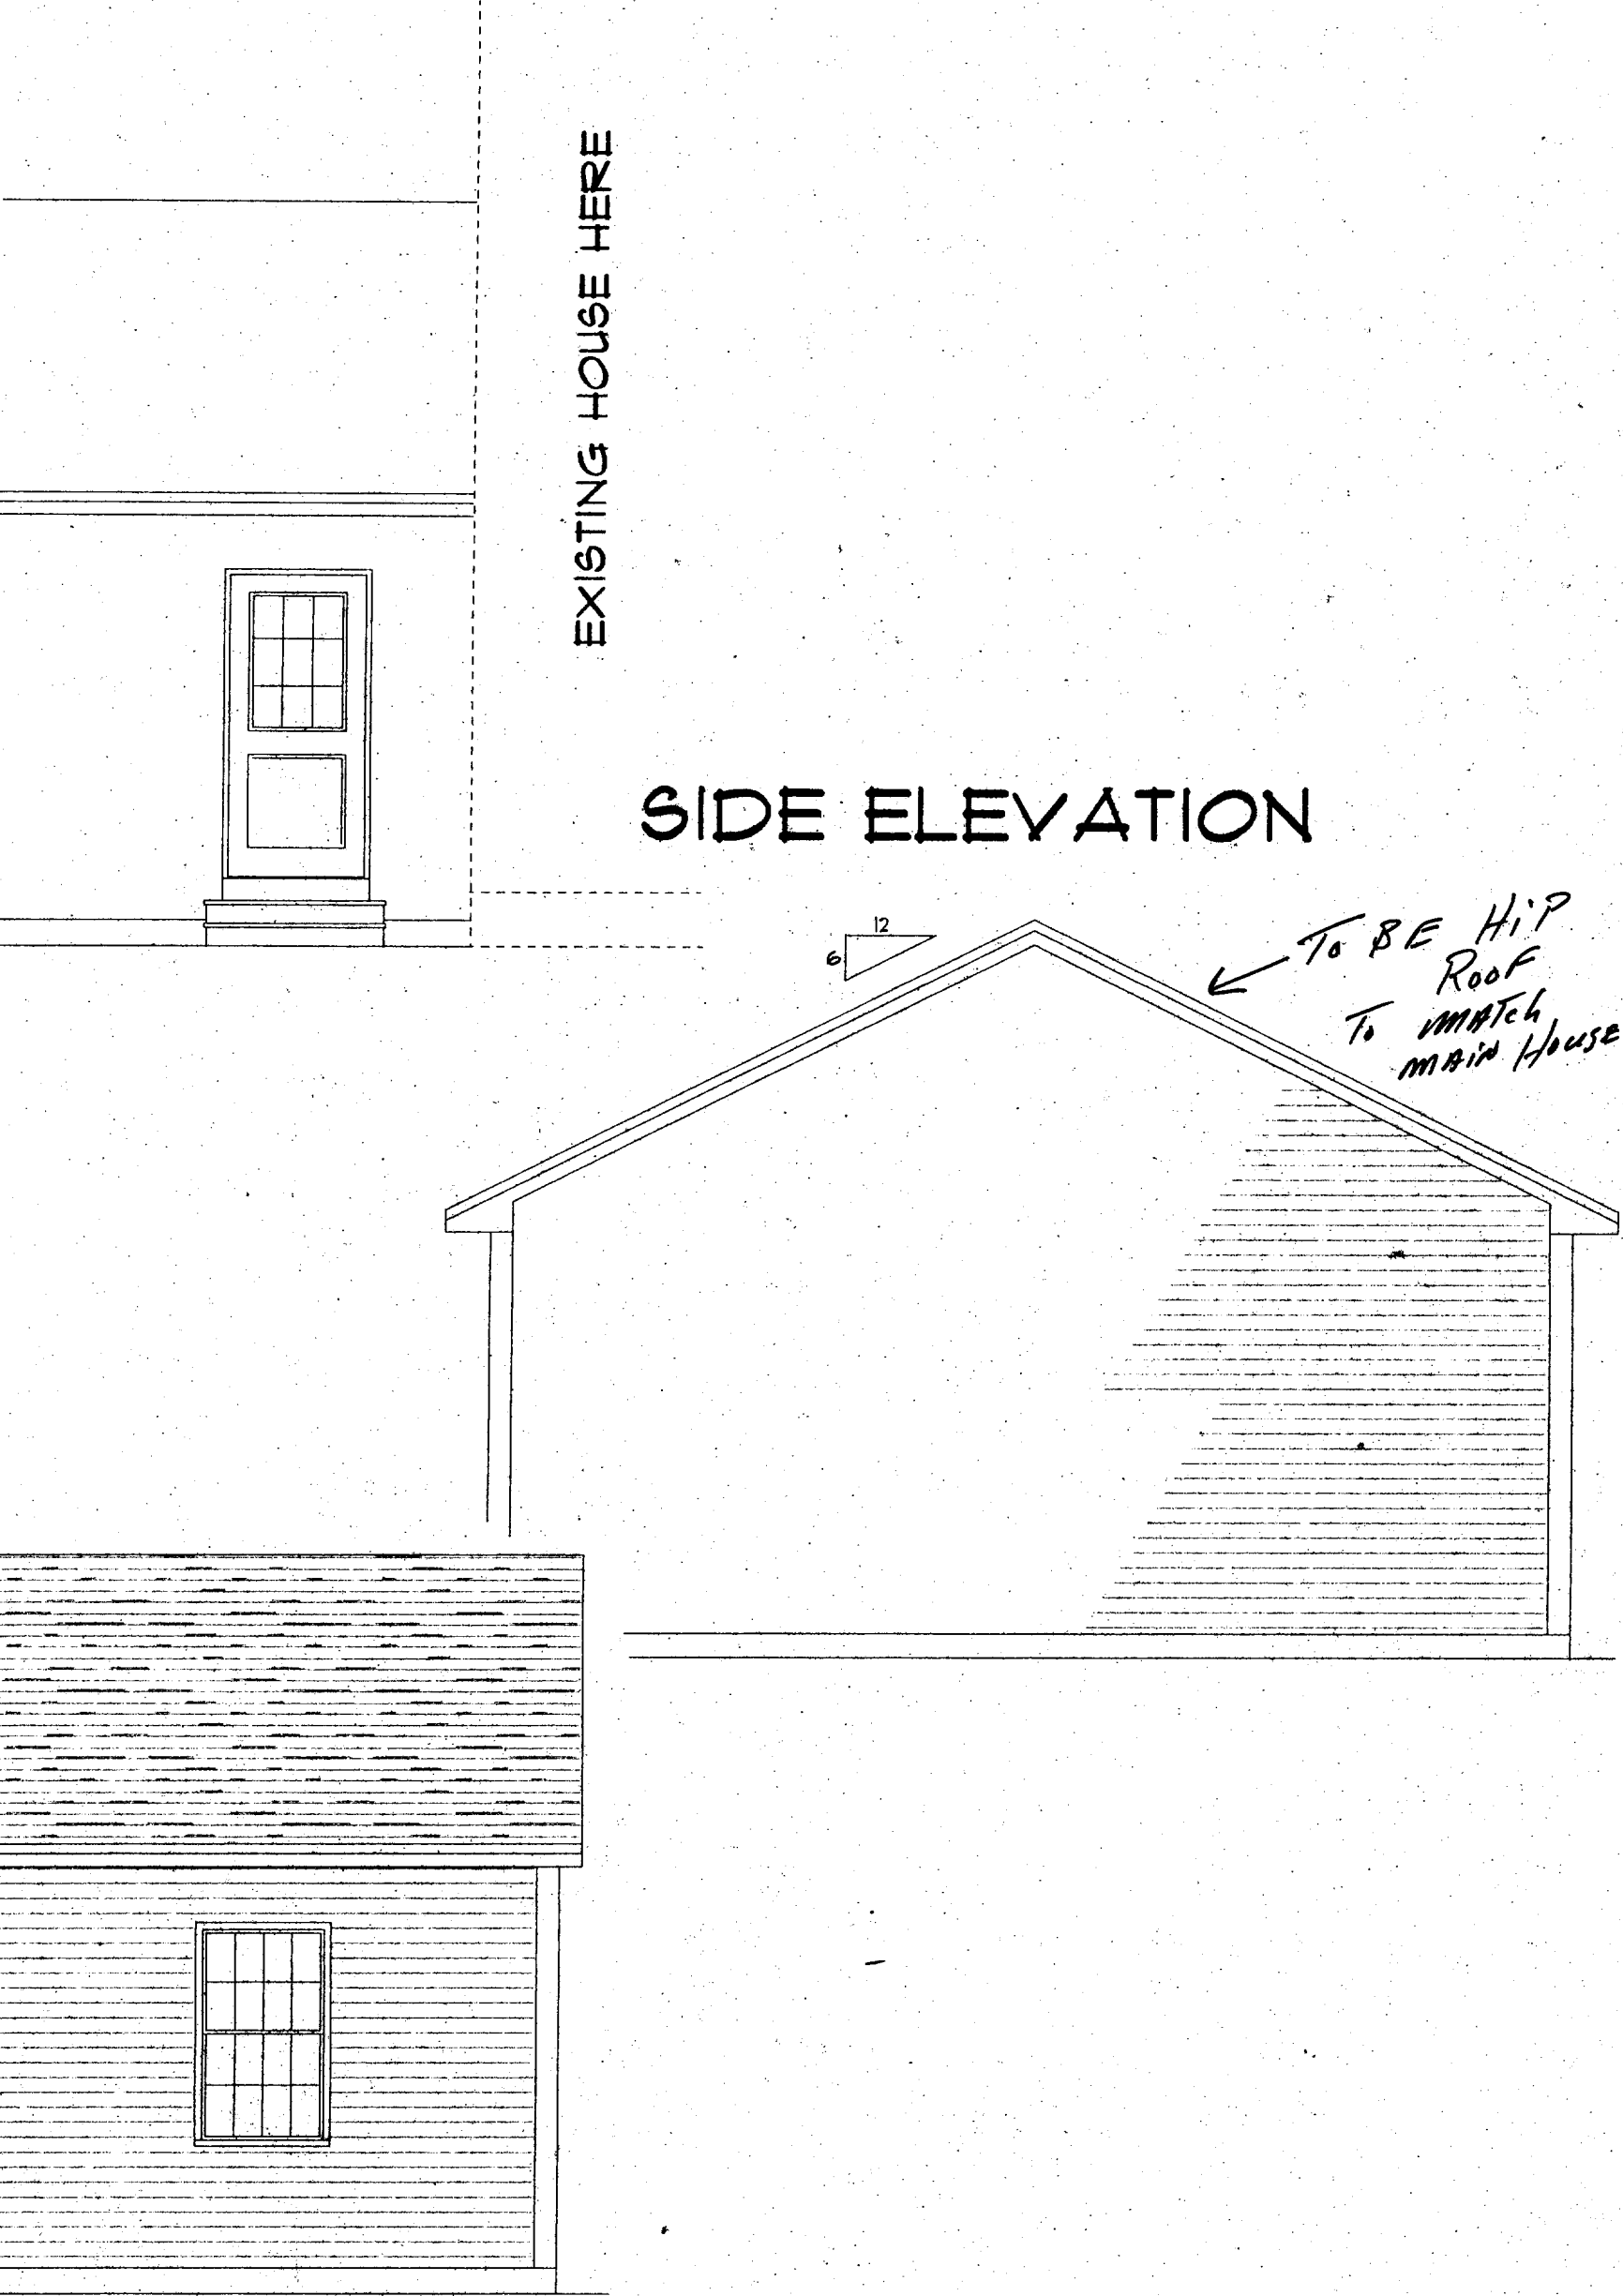 EXISTING HOUSE HERE
SIDE ELEVATION
12
6
To BE HiP
RooF
To mATch
mAiN House